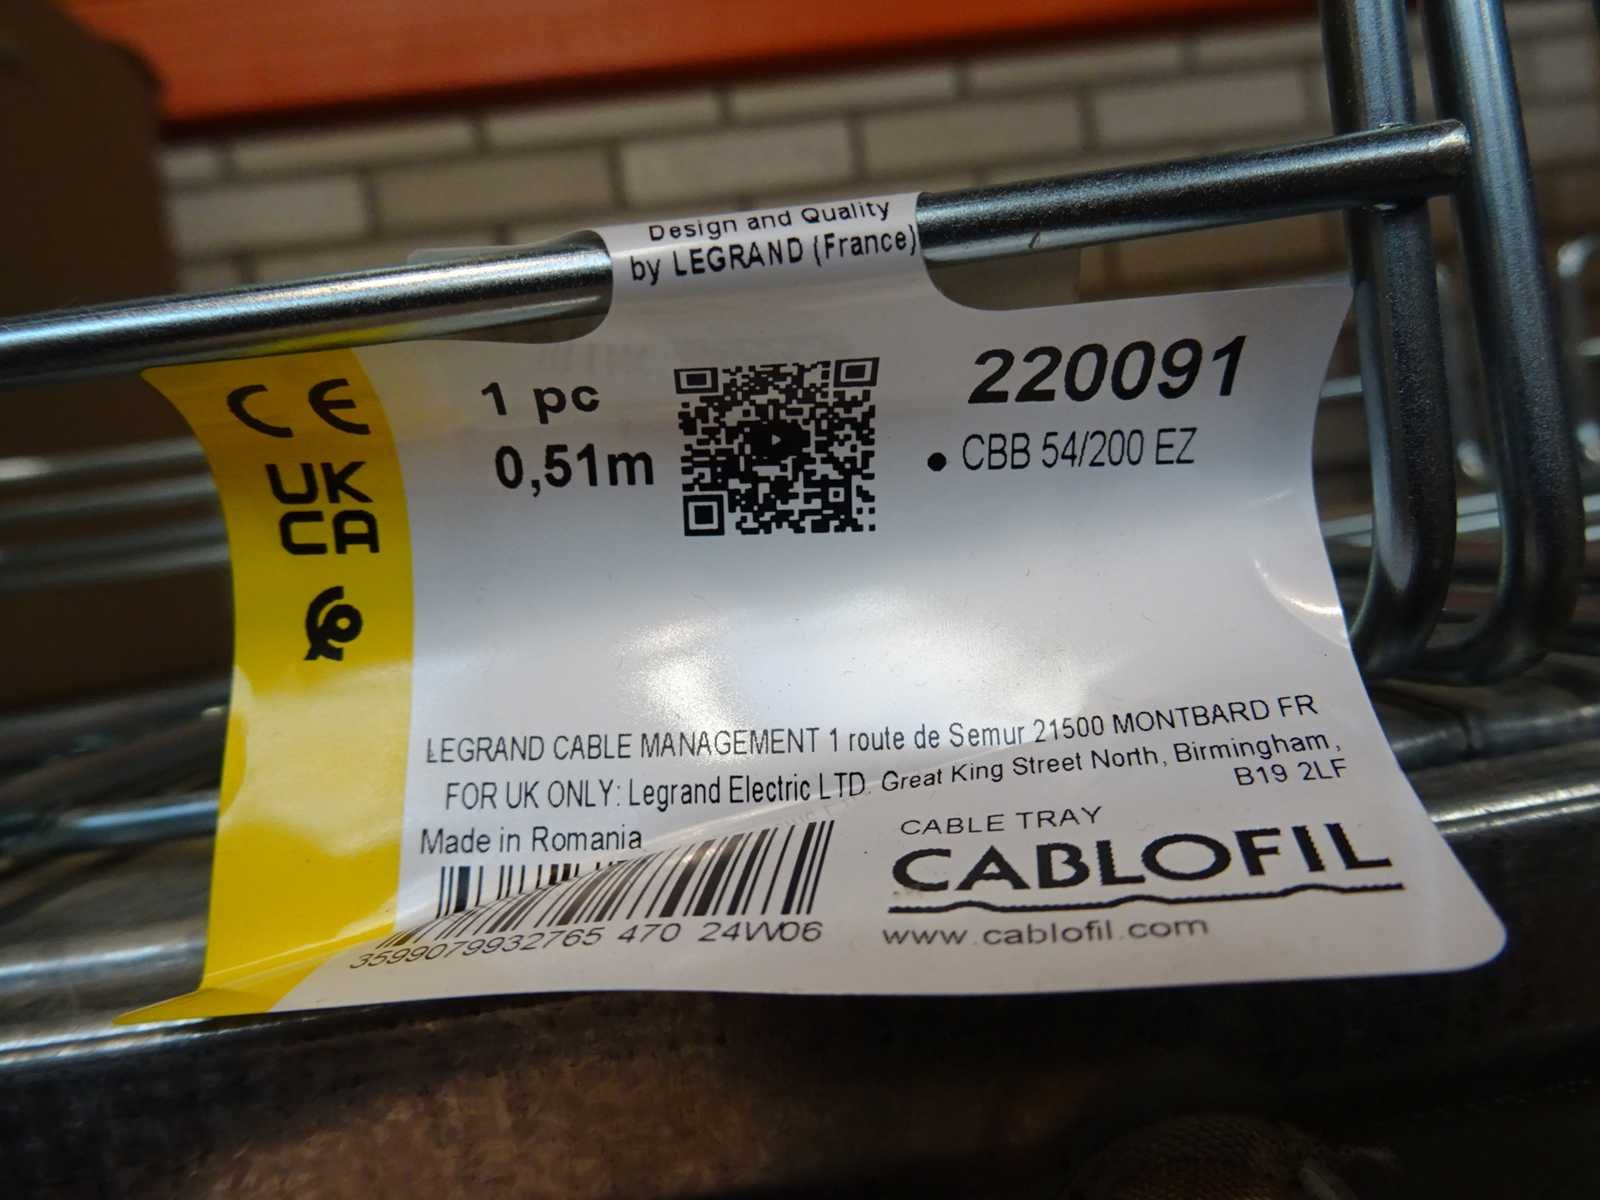 Design and Quality
by LEGRAND (France)
CE
UK
CA
1 pc
0,51m
220091
• CBB 54/200 EZ
LEGRAND CABLE MANAGEMENT 1 route de Semur 21500 MONTBARD FR
FOR UK ONLY: Legrand Electric LTD. Great King Street North, Birmingham,
B19 2LF
Made in Romania
3599079932765 470 24W06
CABLE TRAY
CABLOFIL
www.cablofil.com